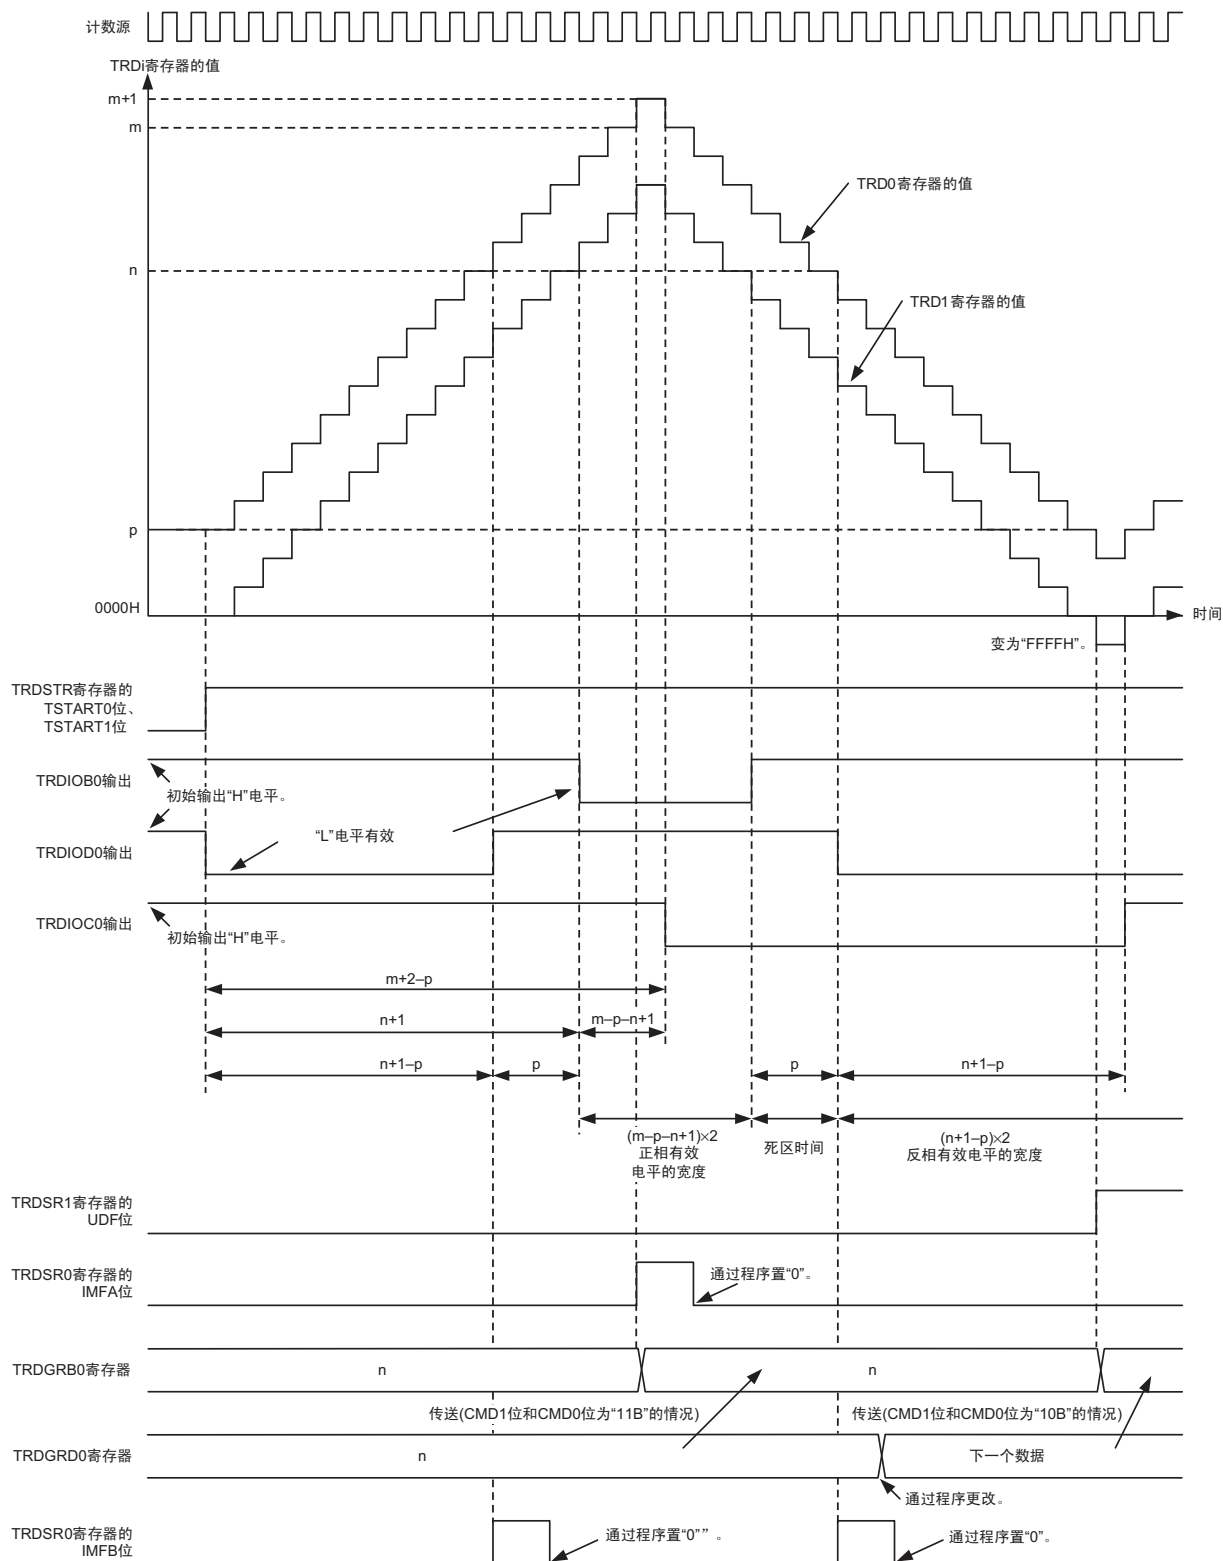 计数源
TRDi寄存器的值
m+1
m
TRD0寄存器的值
n
TRD1寄存器的值
p
0000H
时间
变为“FFFFH”。
TRDSTR寄存器的
TSTART0位、
TSTART1位
TRDIOB0输出
初始输出“H”电平。
“L”电平有效
TRDIOD0输出
TRDIOC0输出
初始输出“H”电平。
m+2–p
n+1
m–p–n+1
n+1–p
p
p
n+1–p
(m–p–n+1)×2
正相有效
电平的宽度
死区时间
(n+1–p)×2
反相有效电平的宽度
TRDSR1寄存器的
UDF位
TRDSR0寄存器的
IMFA位
通过程序置“0”。
TRDGRB0寄存器
n
n
传送(CMD1位和CMD0位为“11B”的情况)
传送(CMD1位和CMD0位为“10B”的情况)
TRDGRD0寄存器
n
下一个数据
通过程序更改。
TRDSR0寄存器的
IMFB位
通过程序置“0””。
通过程序置“0”。